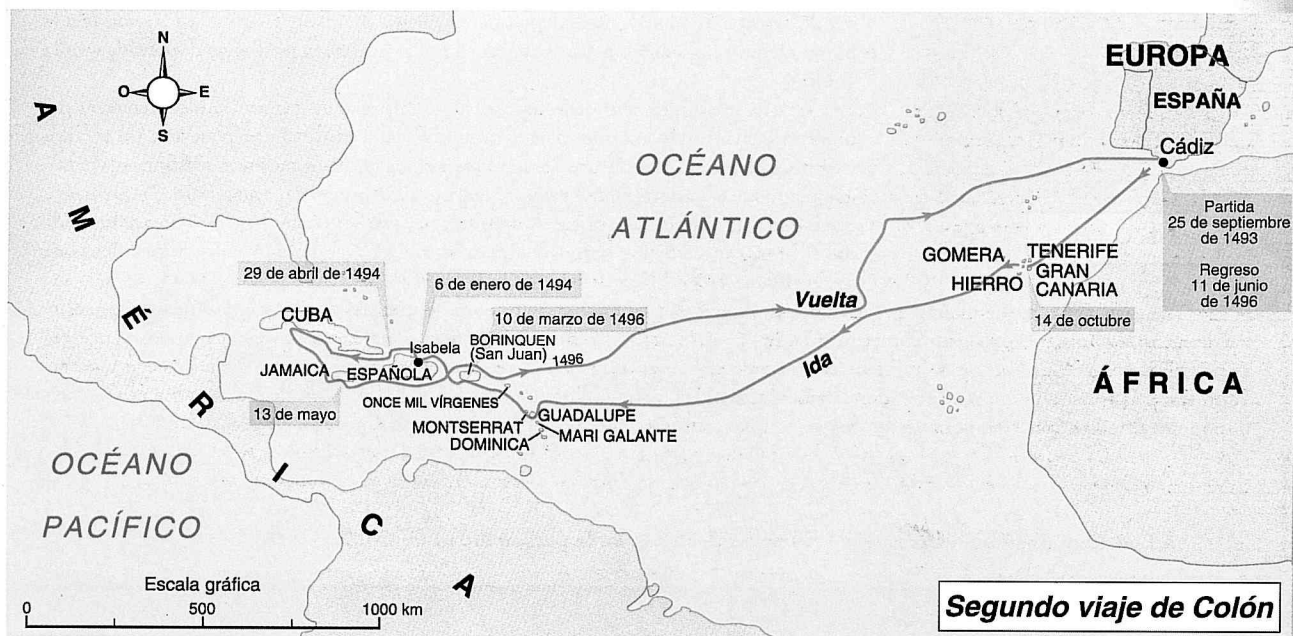 N
O
E
S
EUROPA
ESPAÑA
Cádiz
OCÉANO
ATLÁNTICO
Partida
25 de septiembre
de 1493
Regreso
11 de junio
de 1496
GOMERA
TENERIFE
HIERRO
GRAN
CANARIA
14 de octubre
29 de abril de 1494
6 de enero de 1494
Vuelta
10 de marzo de 1496
CUBA
Isabela
BORINQUEN
(San Juan)
1496
JAMAICA
ESPAÑOLA
Ida
ÁFRICA
13 de mayo
ONCE MIL VÍRGENES
GUADALUPE
MONTSERRAT
MARI GALANTE
DOMINICA
AMÉRICA
OCÉANO
PACÍFICO
Escala gráfica
0 500 1000 km
Segundo viaje de Colón